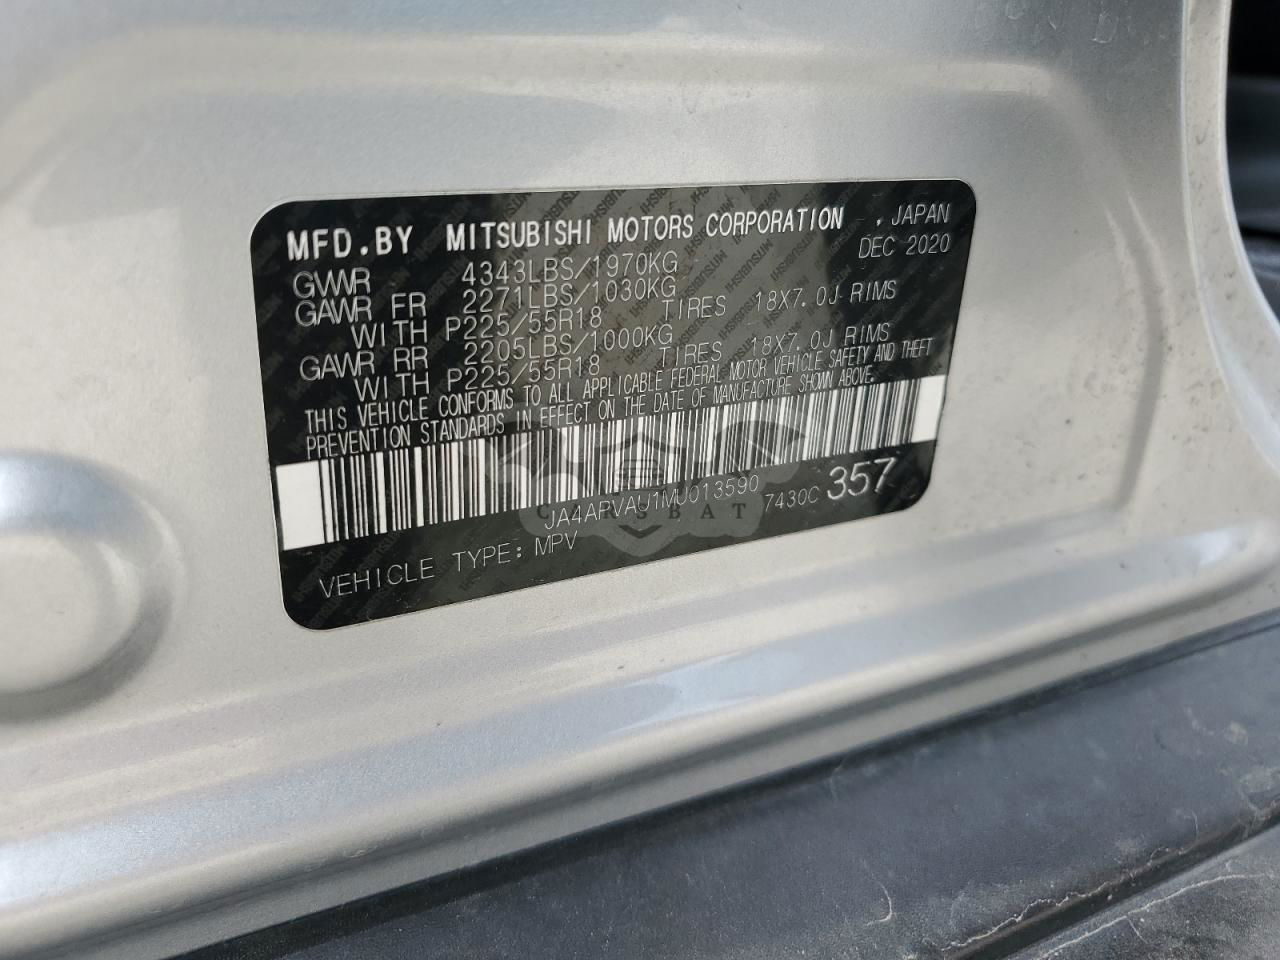 MFD.BY MITSUBISHI MOTORS CORPORATION , JAPAN
DEC 2020
GVWR 4343LBS/1970KG
GAWR FR 2271LBS/1030KG
WITH P225/55R18 TIRES 18X7.0J RIMS
GAWR RR 2205LBS/1000KG
WITH P225/55R18 TIRES 18X7.0J RIMS
THIS VEHICLE CONFORMS TO ALL APPLICABLE FEDERAL MOTOR VEHICLE SAFETY AND THEFT
PREVENTION STANDARDS IN EFFECT ON THE DATE OF MANUFACTURE SHOWN ABOVE.
JA4ARVAU1MU013590 7430C 357
CARSBAT
VEHICLE TYPE: MPV